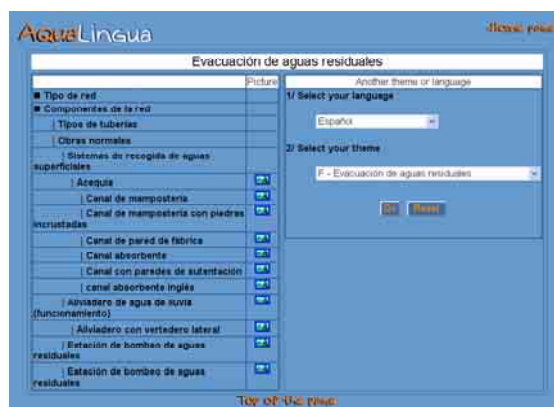 AquaLingua
Home page
Evacuación de aguas residuales
Picture
Another theme or language
■ Tipo de red
1/ Select your language
■ Componentes de la red
| Tipos de tuberías
Español
| Obras normales
2/ Select your theme
| Sistemas de recogida de aguas
superficiales
F - Evacuación de aguas residuales
| Acequia
| Canal de mampostería
| Canal de mampostería con piedras
incrustadas
Go Reset
| Canal de pared de fábrica
| Canal absorbente
| Canal con paredes de sutentación
| canal absorbente inglés
| Aliviadero de agua de lluvia
(funcionamiento)
| Aliviadero con vertedero lateral
| Estación de bombeo de aguas
residuales
| Estación de bombeo de aguas
residuales
Top of the page